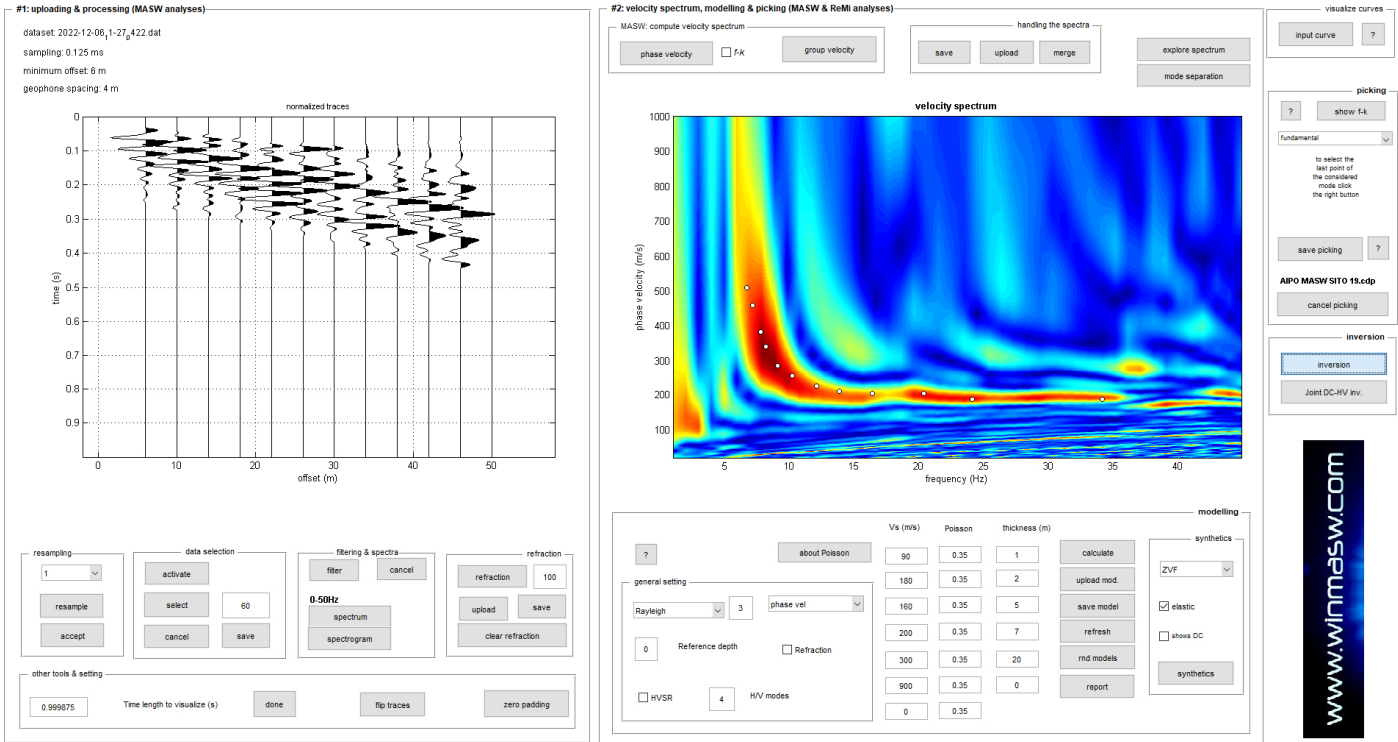 #1: uploading & processing (MASW analyses)
dataset: 2022-12-06,1-27p422.dat
sampling: 0.125 ms
minimum offset: 6 m
geophone spacing: 4 m
normalized traces
0
0.1
0.2
0.3
0.4
0.5
0.6
0.7
0.8
0.9
time (s)
0 10 20 30 40 50
offset (m)
resampling
1
resample
accept
data selection
activate
select 60
cancel save
filtering & spectra
filter cancel
0-50Hz
spectrum
spectrogram
refraction
refraction 100
upload save
clear refraction
other tools & setting
0.999875 Time length to visualize (s) done flip traces zero padding
#2: velocity spectrum, modelling & picking (MASW & ReMi analyses)
MASW: compute velocity spectrum
phase velocity f-k group velocity
handling the spectra
save upload merge
explore spectrum
mode separation
velocity spectrum
1000
900
800
700
600
500
400
300
200
100
phase velocity (m/s)
5 10 15 20 25 30 35 40
frequency (Hz)
modelling
? about Poisson
general setting
Rayleigh 3 phase vel
0 Reference depth Refraction
HVSR 4 H/V modes
Vs (m/s) Poisson thickness (m)
90 0.35 1
180 0.35 2
160 0.35 5
200 0.35 7
300 0.35 20
900 0.35 0
0 0.35
calculate
upload mod.
save model
refresh
rnd models
report
synthetics
ZVF
elastic
shows DC
synthetics
visualize curves
input curve ?
picking
? show f-k
fundamental
to select the
last point of
the considered
mode click
the right button
save picking ?
AIPO MASW SITO 19.cdp
cancel picking
inversion
inversion
Joint DC-HV inv.
www.winmasw.com